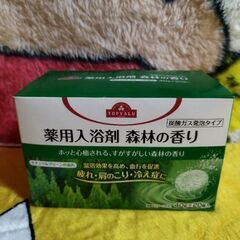 TOPVALU
炭酸ガス発泡タイプ
薬用入浴剤 森林の香り
ホッと心癒される、すがすがしい森林の香り
温浴効果を高め、血行を促進
疲れ・肩のこり・冷え症に